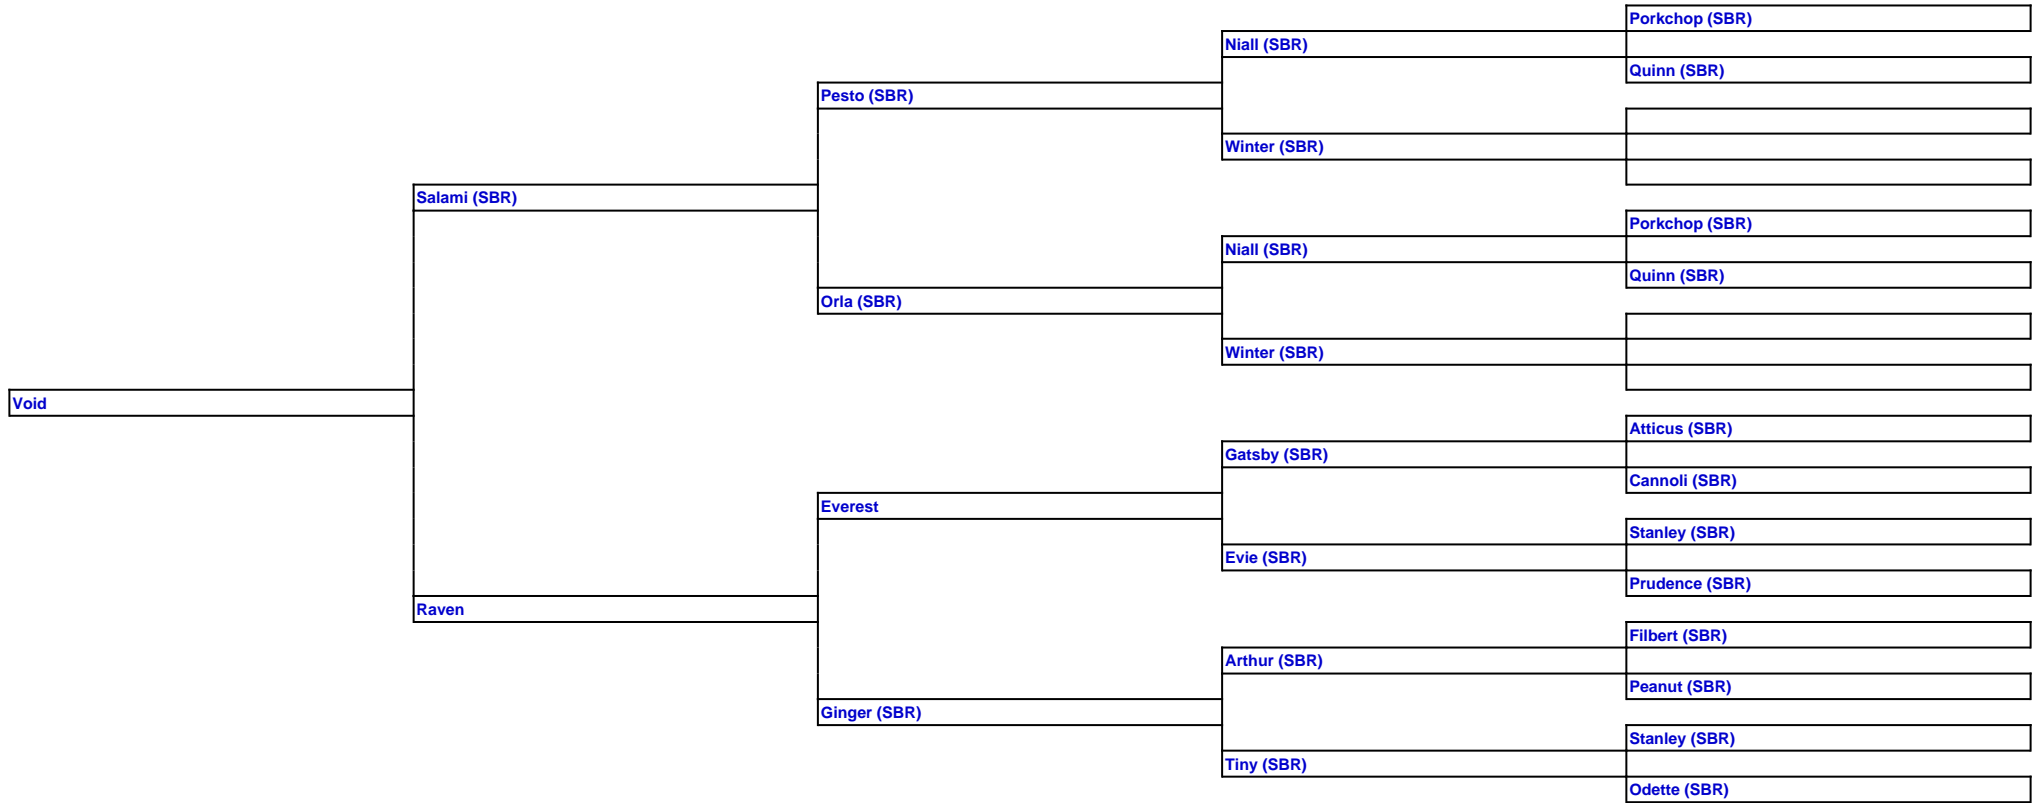 Porkchop (SBR)
Niall (SBR)
Quinn (SBR)
Pesto (SBR)
Winter (SBR)
Salami (SBR)
Porkchop (SBR)
Niall (SBR)
Quinn (SBR)
Orla (SBR)
Winter (SBR)
Void
Atticus (SBR)
Gatsby (SBR)
Cannoli (SBR)
Everest
Stanley (SBR)
Evie (SBR)
Prudence (SBR)
Raven
Filbert (SBR)
Arthur (SBR)
Peanut (SBR)
Ginger (SBR)
Stanley (SBR)
Tiny (SBR)
Odette (SBR)